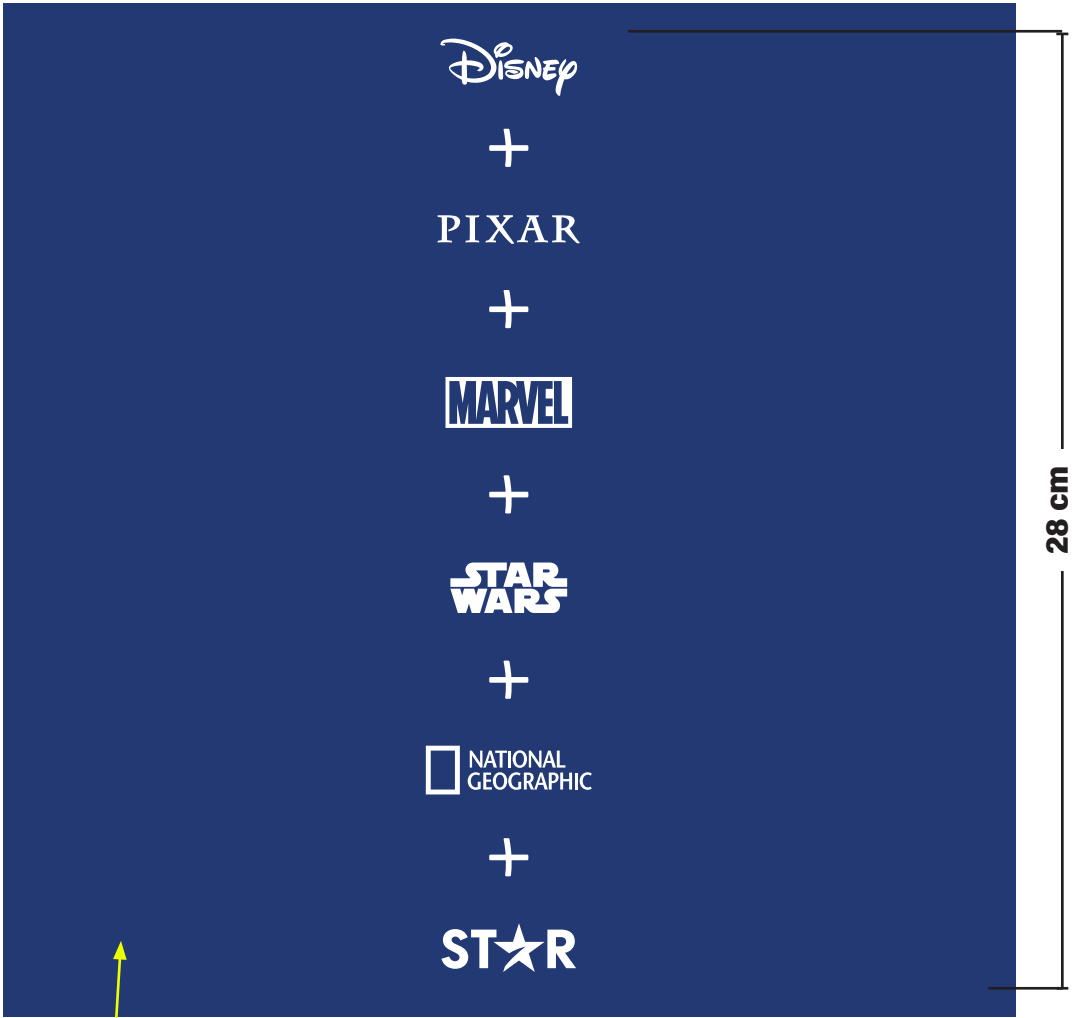 Disney
+
PIXAR
+
MARVEL
+
STAR
WARS
+
NATIONAL
GEOGRAPHIC
+
STAR
28 cm